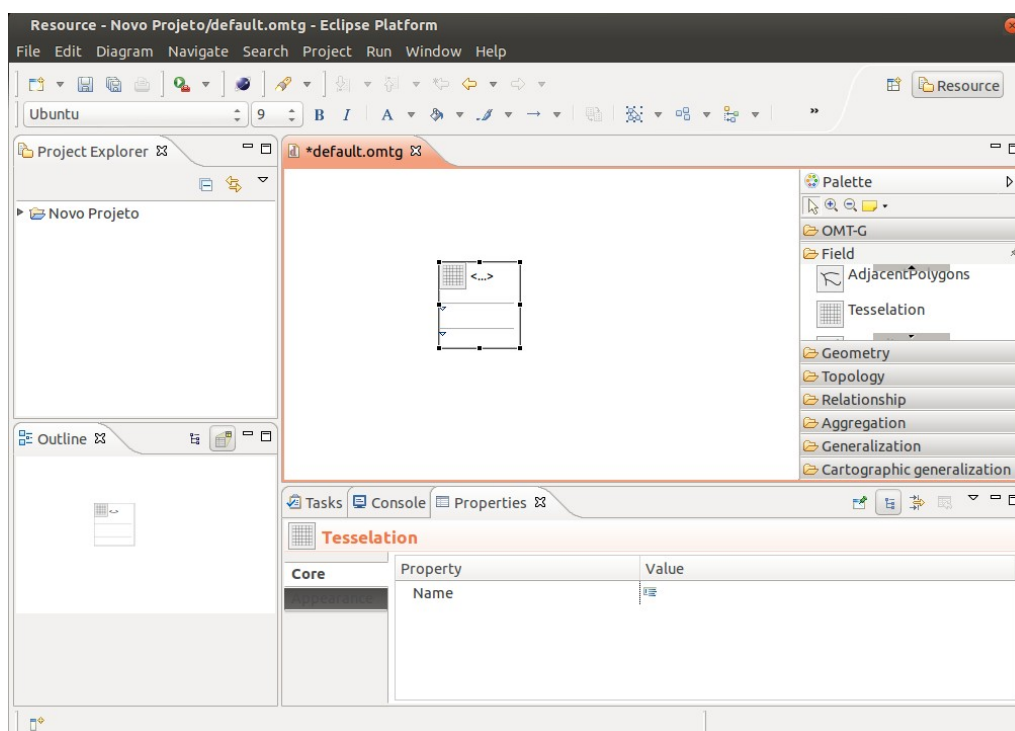 Resource - Novo Projeto/default.omtg - Eclipse Platform
File Edit Diagram Navigate Search Project Run Window Help
Resource
Ubuntu 9 B I A »
Project Explorer
*default.omtg
Palette
Novo Projeto
OMT-G
Field
AdjacentPolygons
<...>
Tesselation
Geometry
Topology
Relationship
Aggregation
Generalization
Cartographic generalization
Outline
<...>
Tasks Console Properties
Tesselation
Core
Appearance
Property Value
Name